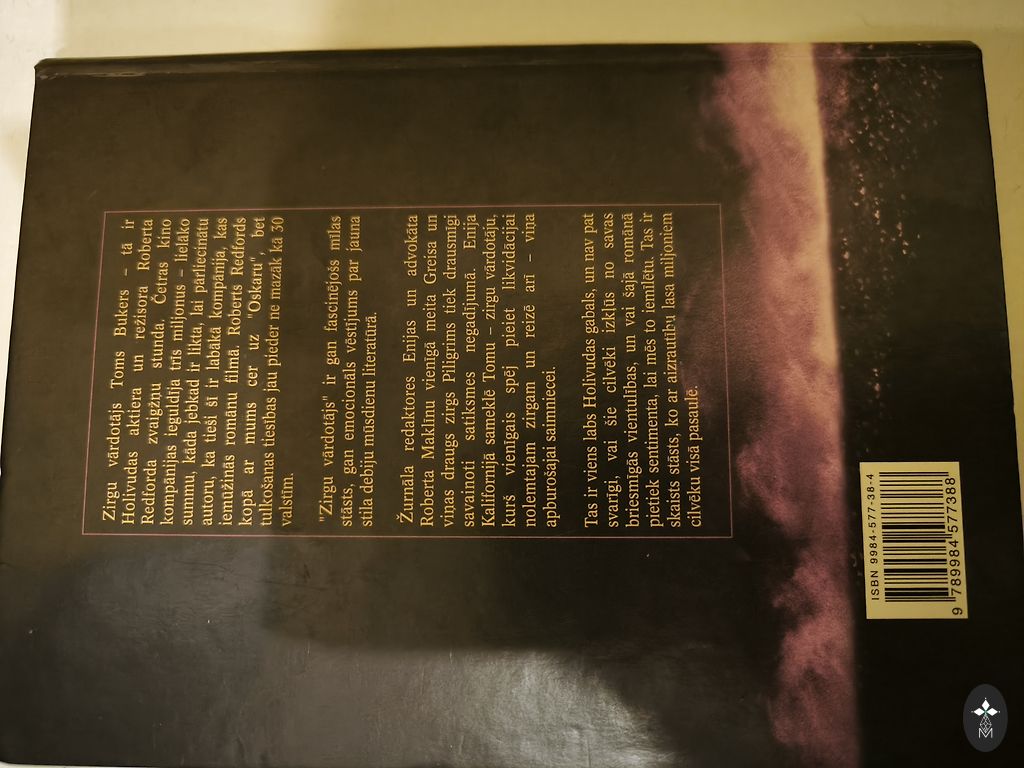 Zirgu vārdotājs Toms Bukers – tā ir
Holivudas aktiera un režisora Roberta
Redforda zvaigžņu stunda. Četras kino
kompānijas ieguldīja trīs miljonus – lielāko
summu, kāda jebkad ir likta, lai pārliecinātu
autoru, ka tieši šī ir labākā kompānija, kas
iemūžinās romānu filmā. Roberts Redfords
kopā ar mums cer uz "Oskaru", bet
tulkošanas tiesības jau pieder ne mazāk kā 30
valstīm.
"Zirgu vārdotājs" ir gan fascinējošs mīlas
stāsts, gan emocionāls vēstījums par jauna
stila debiju mūsdienu literatūrā.
Žurnāla redaktores Enijas un advokāta
Roberta Maklīnu vienīgā meita Greisa un
viņas draugs zirgs Piligrims tiek drausmīgi
savainoti satiksmes negadījumā. Enija
Kalifornijā sameklē Tomu – zirgu vārdotāju,
kurš vienīgais spēj pieiet likvidācijai
nolemtajam zirgam un reizē arī – viņa
apburošajai saimniecei.
Tas ir viens labs Holivudas gabals, un nav pat
svarīgi, vai šie cilvēki izkļūs no savas
briesmīgās vientulības, un vai šajā romānā
pietiek sentimenta, lai mēs to iemīlētu. Tas ir
skaists stāsts, ko ar aizrautību lasa miljoniem
cilvēku visā pasaulē.
ISBN 9984-577-38-4
9 789984 577388
M